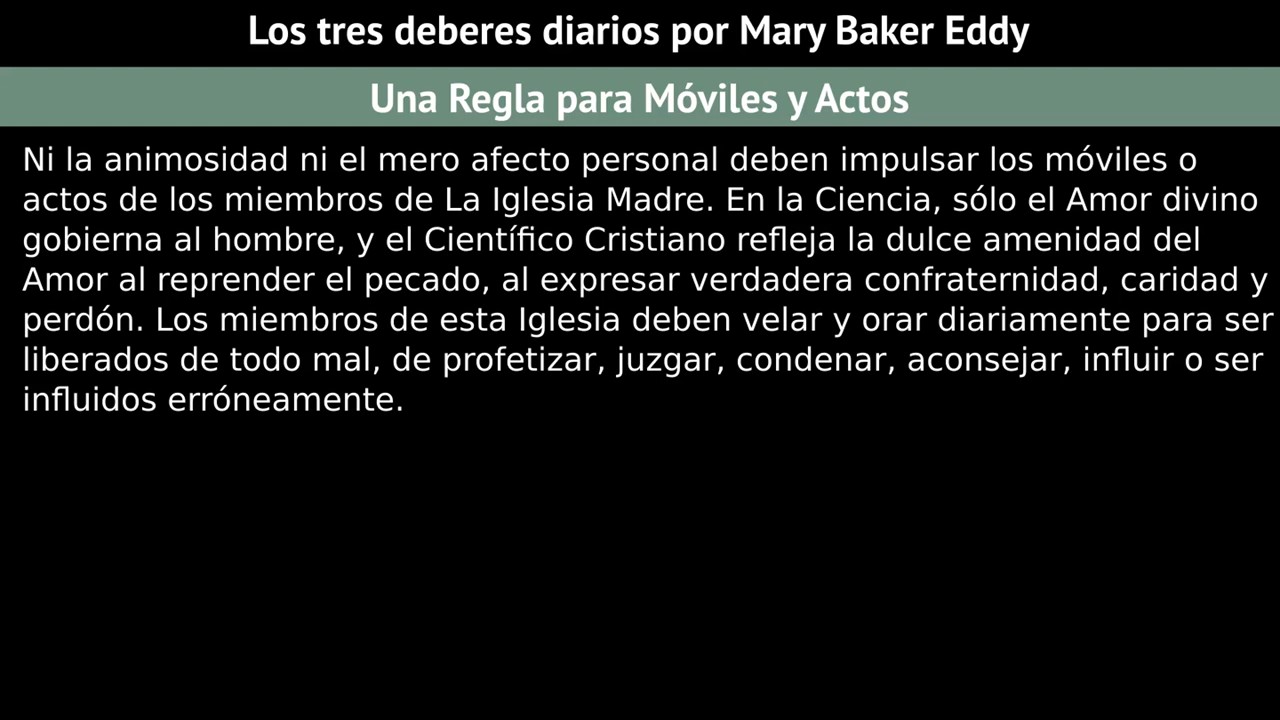 Los tres deberes diarios por Mary Baker Eddy
Una Regla para Móviles y Actos
Ni la animosidad ni el mero afecto personal deben impulsar los móviles o
actos de los miembros de La Iglesia Madre. En la Ciencia, sólo el Amor divino
gobierna al hombre, y el Científico Cristiano refleja la dulce amenidad del
Amor al reprender el pecado, al expresar verdadera confraternidad, caridad y
perdón. Los miembros de esta Iglesia deben velar y orar diariamente para ser
liberados de todo mal, de profetizar, juzgar, condenar, aconsejar, influir o ser
influidos erróneamente.